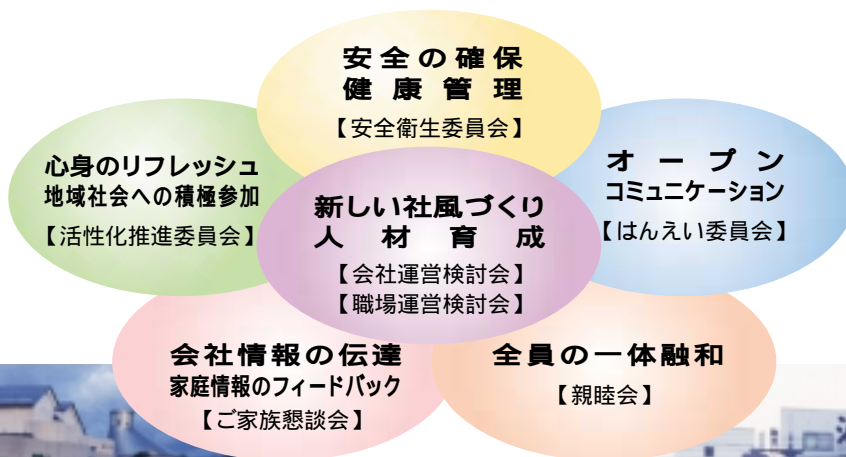 安全の確保
健康管理
【安全衛生委員会】
心身のリフレッシュ
地域社会への積極参加
【活性化推進委員会】
オープン
コミュニケーション
【はんえい委員会】
新しい社風づくり
人材育成
【会社運営検討会】
【職場運営検討会】
会社情報の伝達
家庭情報のフィードバック
【ご家族懇談会】
全員の一体融和
【親睦会】